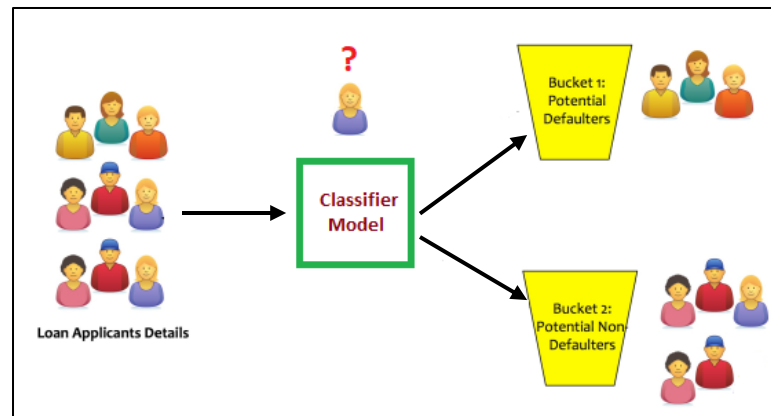 ?
Bucket 1:
Potential
Defaulters
Classifier
Model
Bucket 2:
Potential Non-
Defaulters
Loan Applicants Details